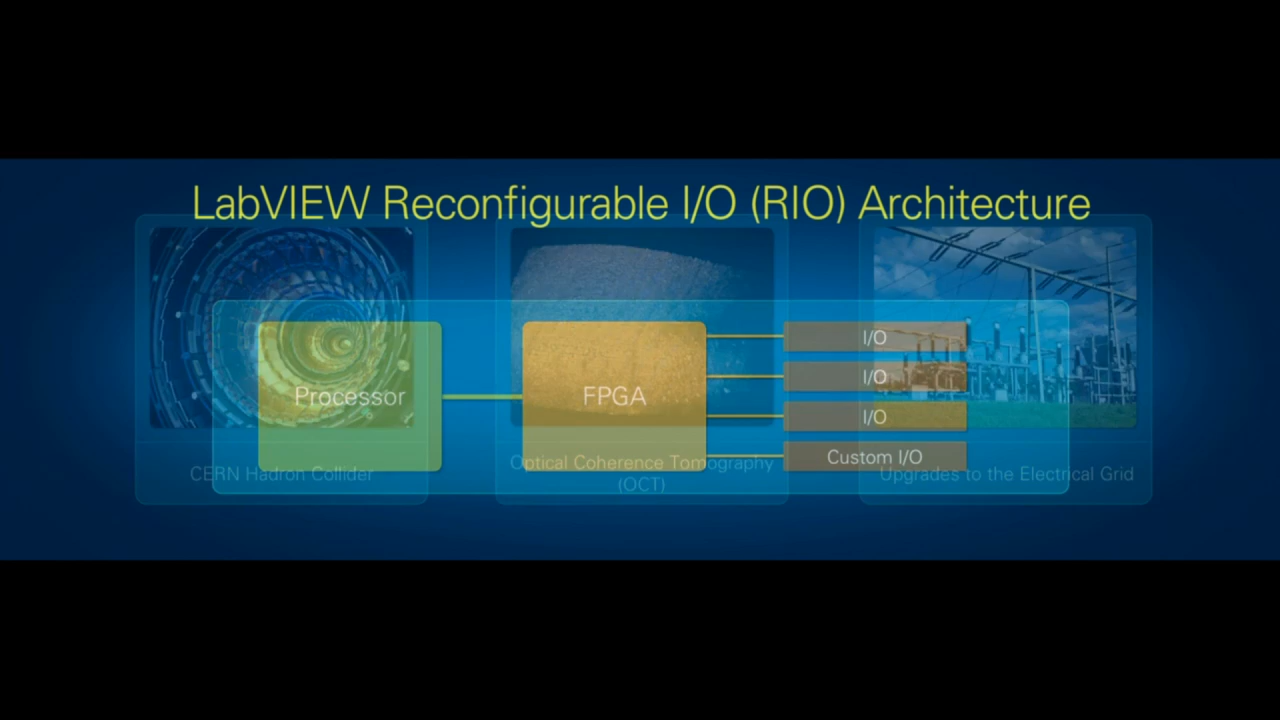 LabVIEW Reconfigurable I/O (RIO) Architecture
Processor
FPGA
I/O
I/O
I/O
Custom I/O
CERN Hadron Collider
Optical Coherence Tomography
(OCT)
Upgrades to the Electrical Grid